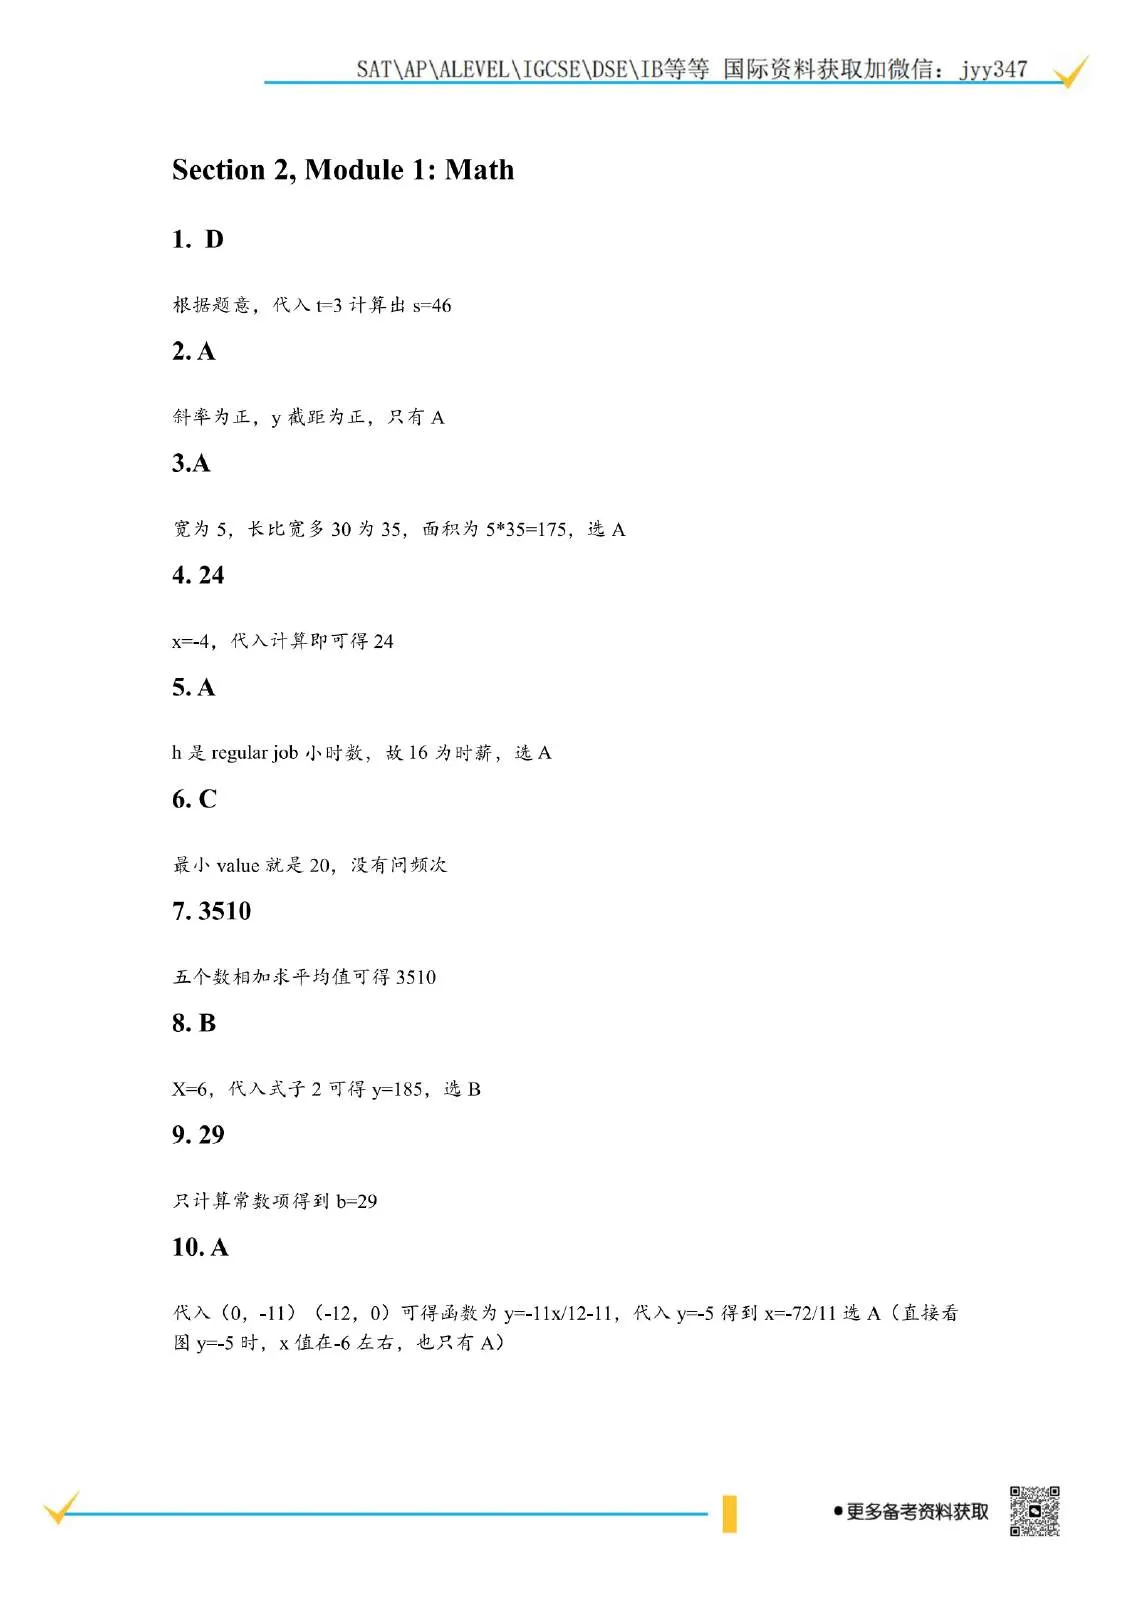 SAT\AP\ALEVEL\IGCSE\DSE\IB等等 国际资料获取加微信：jyy347
Section 2, Module 1: Math
1. D
根据题意，代入 t=3 计算出 s=46
2. A
斜率为正，y 截距为正，只有 A
3.A
宽为 5，长比宽多 30 为 35，面积为 5*35=175，选 A
4. 24
x=-4，代入计算即可得 24
5. A
h 是 regular job 小时数，故 16 为时薪，选 A
6. C
最小 value 就是 20，没有问频次
7. 3510
五个数相加求平均值可得 3510
8. B
X=6，代入式子 2 可得 y=185，选 B
9. 29
只计算常数项得到 b=29
10. A
代入（0，-11）（-12，0）可得函数为 y=-11x/12-11，代入 y=-5 得到 x=-72/11 选 A（直接看
图 y=-5 时，x 值在-6 左右，也只有 A）
•更多备考资料获取